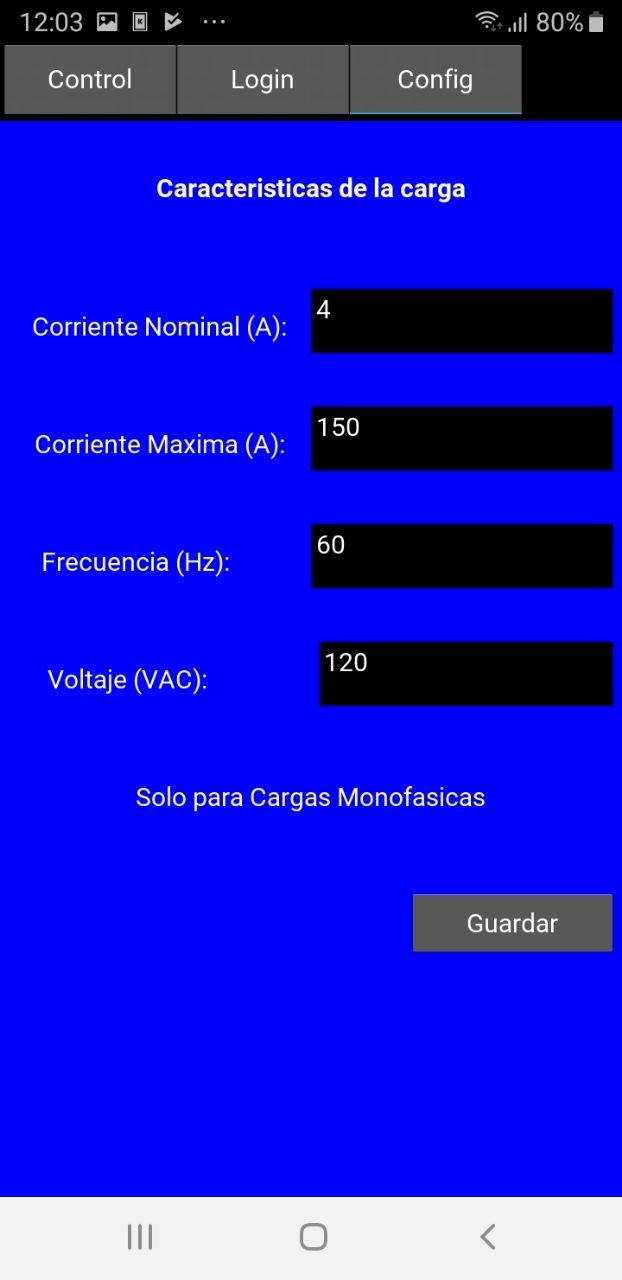 12:03 80%
Control Login Config
Caracteristicas de la carga
Corriente Nominal (A): 4
Corriente Maxima (A): 150
Frecuencia (Hz): 60
Voltaje (VAC): 120
Solo para Cargas Monofasicas
Guardar